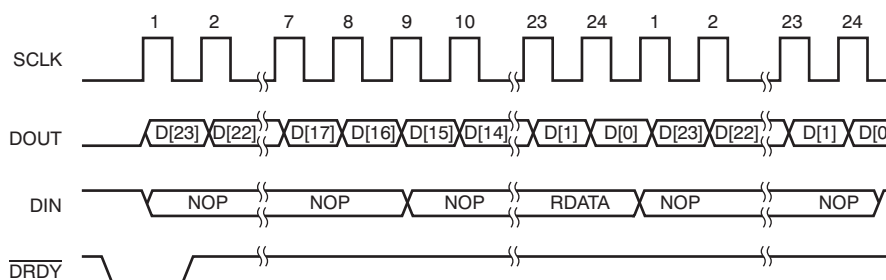 1 2 7 8 9 10 23 24 1 2 23 24
SCLK
DOUT D[23] D[22] D[17] D[16] D[15] D[14] D[1] D[0] D[23] D[22] D[1] D[0
DIN NOP NOP NOP RDATA NOP NOP
DRDY